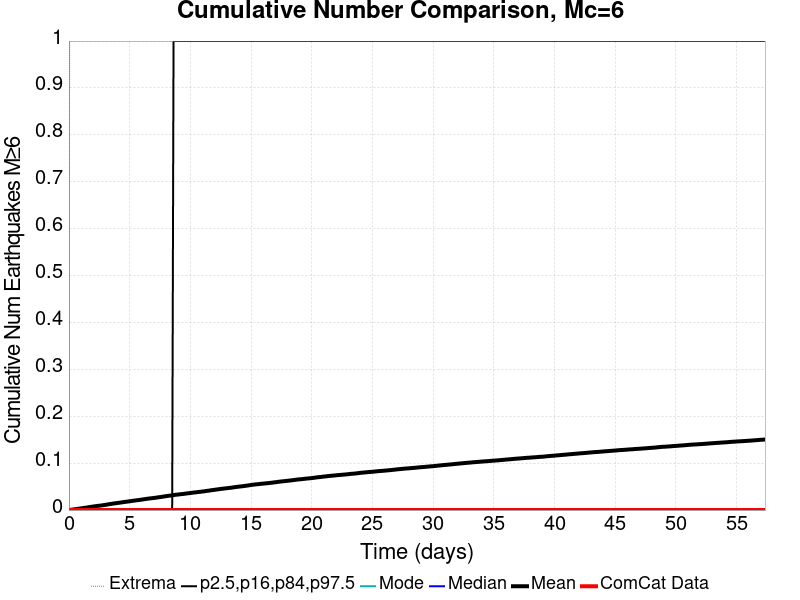 Cumulative Number Comparison, Mc=6
Cumulative Num Earthquakes M≥6
1
0.9
0.8
0.7
0.6
0.5
0.4
0.3
0.2
0.1
0
0 5 10 15 20 25 30 35 40 45 50 55
Time (days)
Extrema p2.5,p16,p84,p97.5 Mode Median Mean ComCat Data